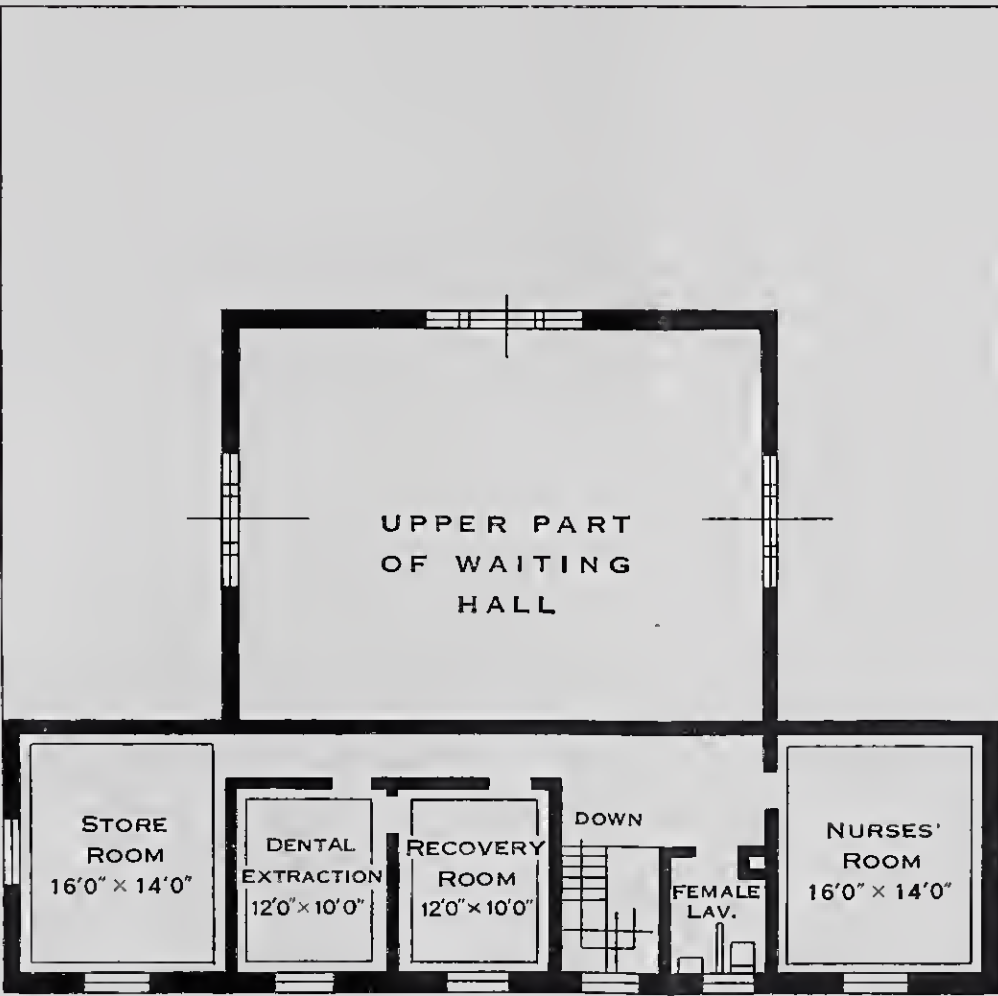 UPPER PART
OF WAITING
HALL
STORE
ROOM
16'0" × 14'0"
DENTAL
EXTRACTION
12'0" × 10'0"
RECOVERY
ROOM
12'0" × 10'0"
DOWN
FEMALE
LAV.
NURSES'
ROOM
16'0" × 14'0"